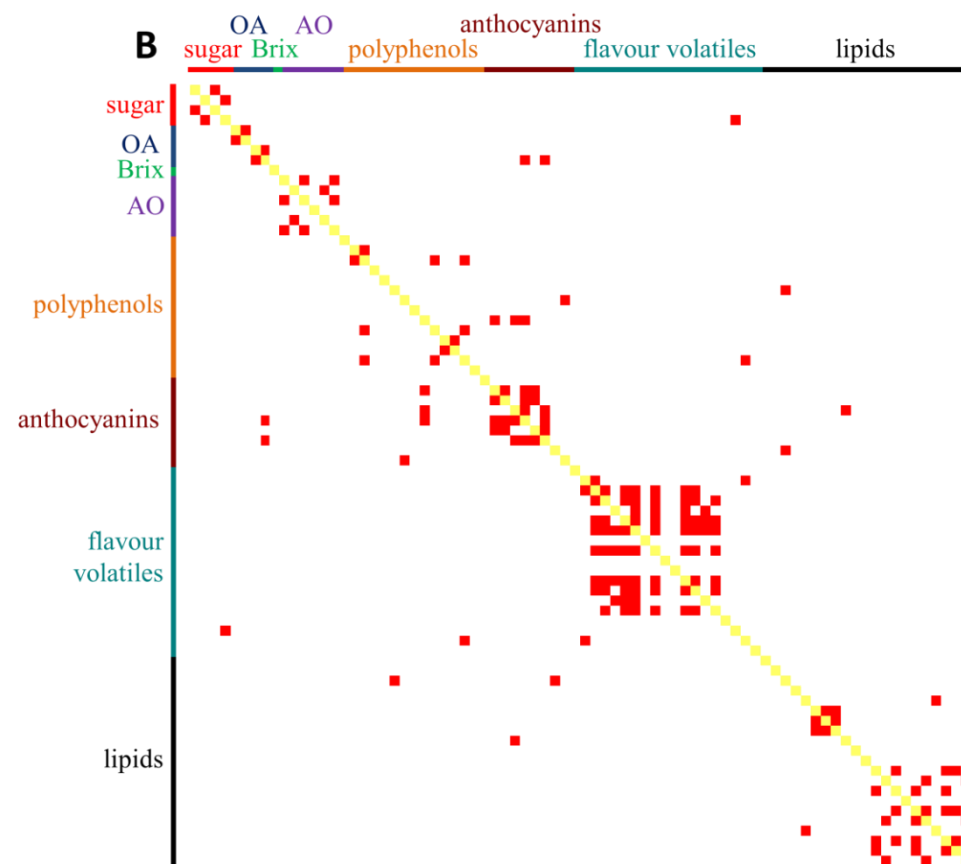 B
OA AO anthocyanins
sugar Brix polyphenols flavour volatiles lipids
sugar
OA
Brix
AO
polyphenols
anthocyanins
flavour
volatiles
lipids